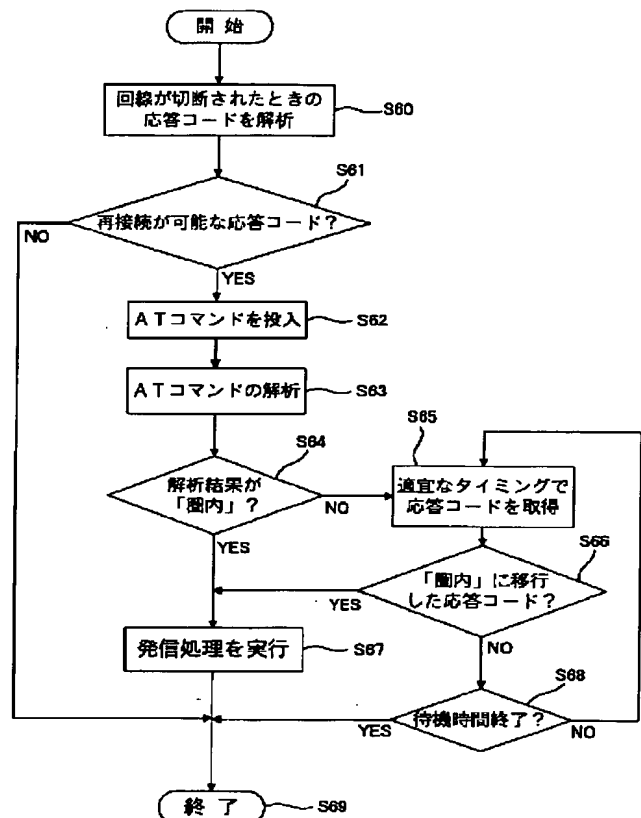 開 始
回線が切断されたときの
応答コードを解析
S60
S61
再接続が可能な応答コード？
NO
YES
ＡＴコマンドを投入
S62
ＡＴコマンドの解析
S63
S64
解析結果が
「圏内」？
NO
YES
S65
適宜なタイミングで
応答コードを取得
S66
「圏内」に移行
した応答コード？
YES
NO
発信処理を実行
S67
S68
待機時間終了？
YES
NO
終 了
S69